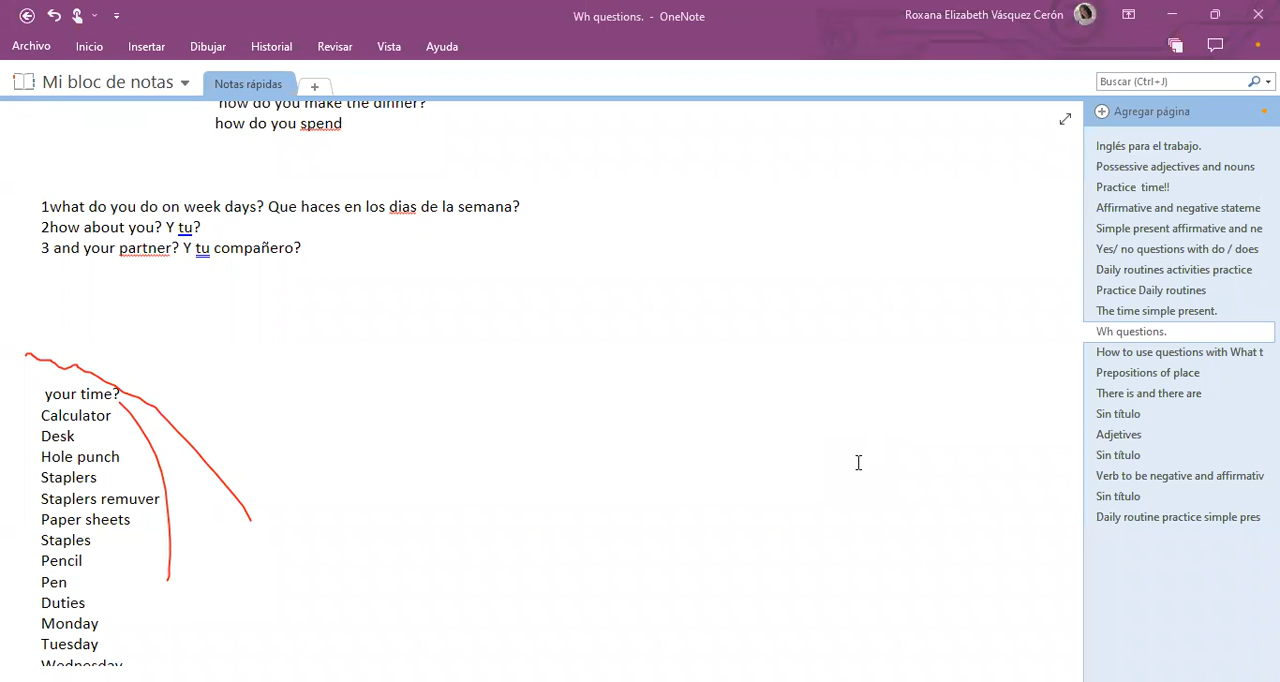 Wh questions. - OneNote
Roxana Elizabeth Vásquez Cerón
Archivo Inicio Insertar Dibujar Historial Revisar Vista Ayuda
Mi bloc de notas
Notas rápidas
+
Buscar (Ctrl+J)
how do you make the dinner?
how do you spend
1what do you do on week days? Que haces en los dias de la semana?
2how about you? Y tu?
3 and your partner? Y tu compañero?
your time?
Calculator
Desk
Hole punch
Staplers
Staplers remuver
Paper sheets
Staples
Pencil
Pen
Duties
Monday
Tuesday
Wednesday
Agregar página
Inglés para el trabajo.
Possessive adjectives and nouns
Practice time!!
Affirmative and negative stateme
Simple present affirmative and ne
Yes/ no questions with do / does
Daily routines activities practice
Practice Daily routines
The time simple present.
Wh questions.
How to use questions with What t
Prepositions of place
There is and there are
Sin título
Adjetives
Sin título
Verb to be negative and affirmativ
Sin título
Daily routine practice simple pres